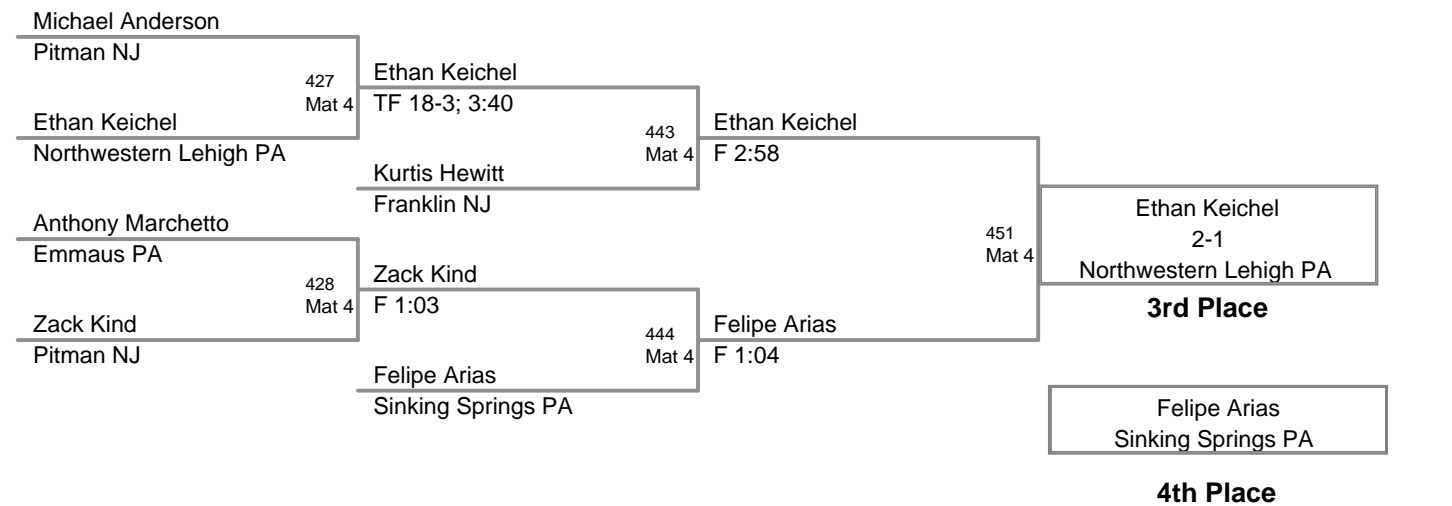 Michael Anderson
Pitman NJ
427
Mat 4
Ethan Keichel
TF 18-3; 3:40
Ethan Keichel
Northwestern Lehigh PA
443
Mat 4
Ethan Keichel
F 2:58
Kurtis Hewitt
Franklin NJ
Anthony Marchetto
Emmaus PA
451
Mat 4
Ethan Keichel
2-1
Northwestern Lehigh PA
3rd Place
428
Mat 4
Zack Kind
F 1:03
Zack Kind
Pitman NJ
444
Mat 4
Felipe Arias
F 1:04
Felipe Arias
Sinking Springs PA
Felipe Arias
Sinking Springs PA
4th Place